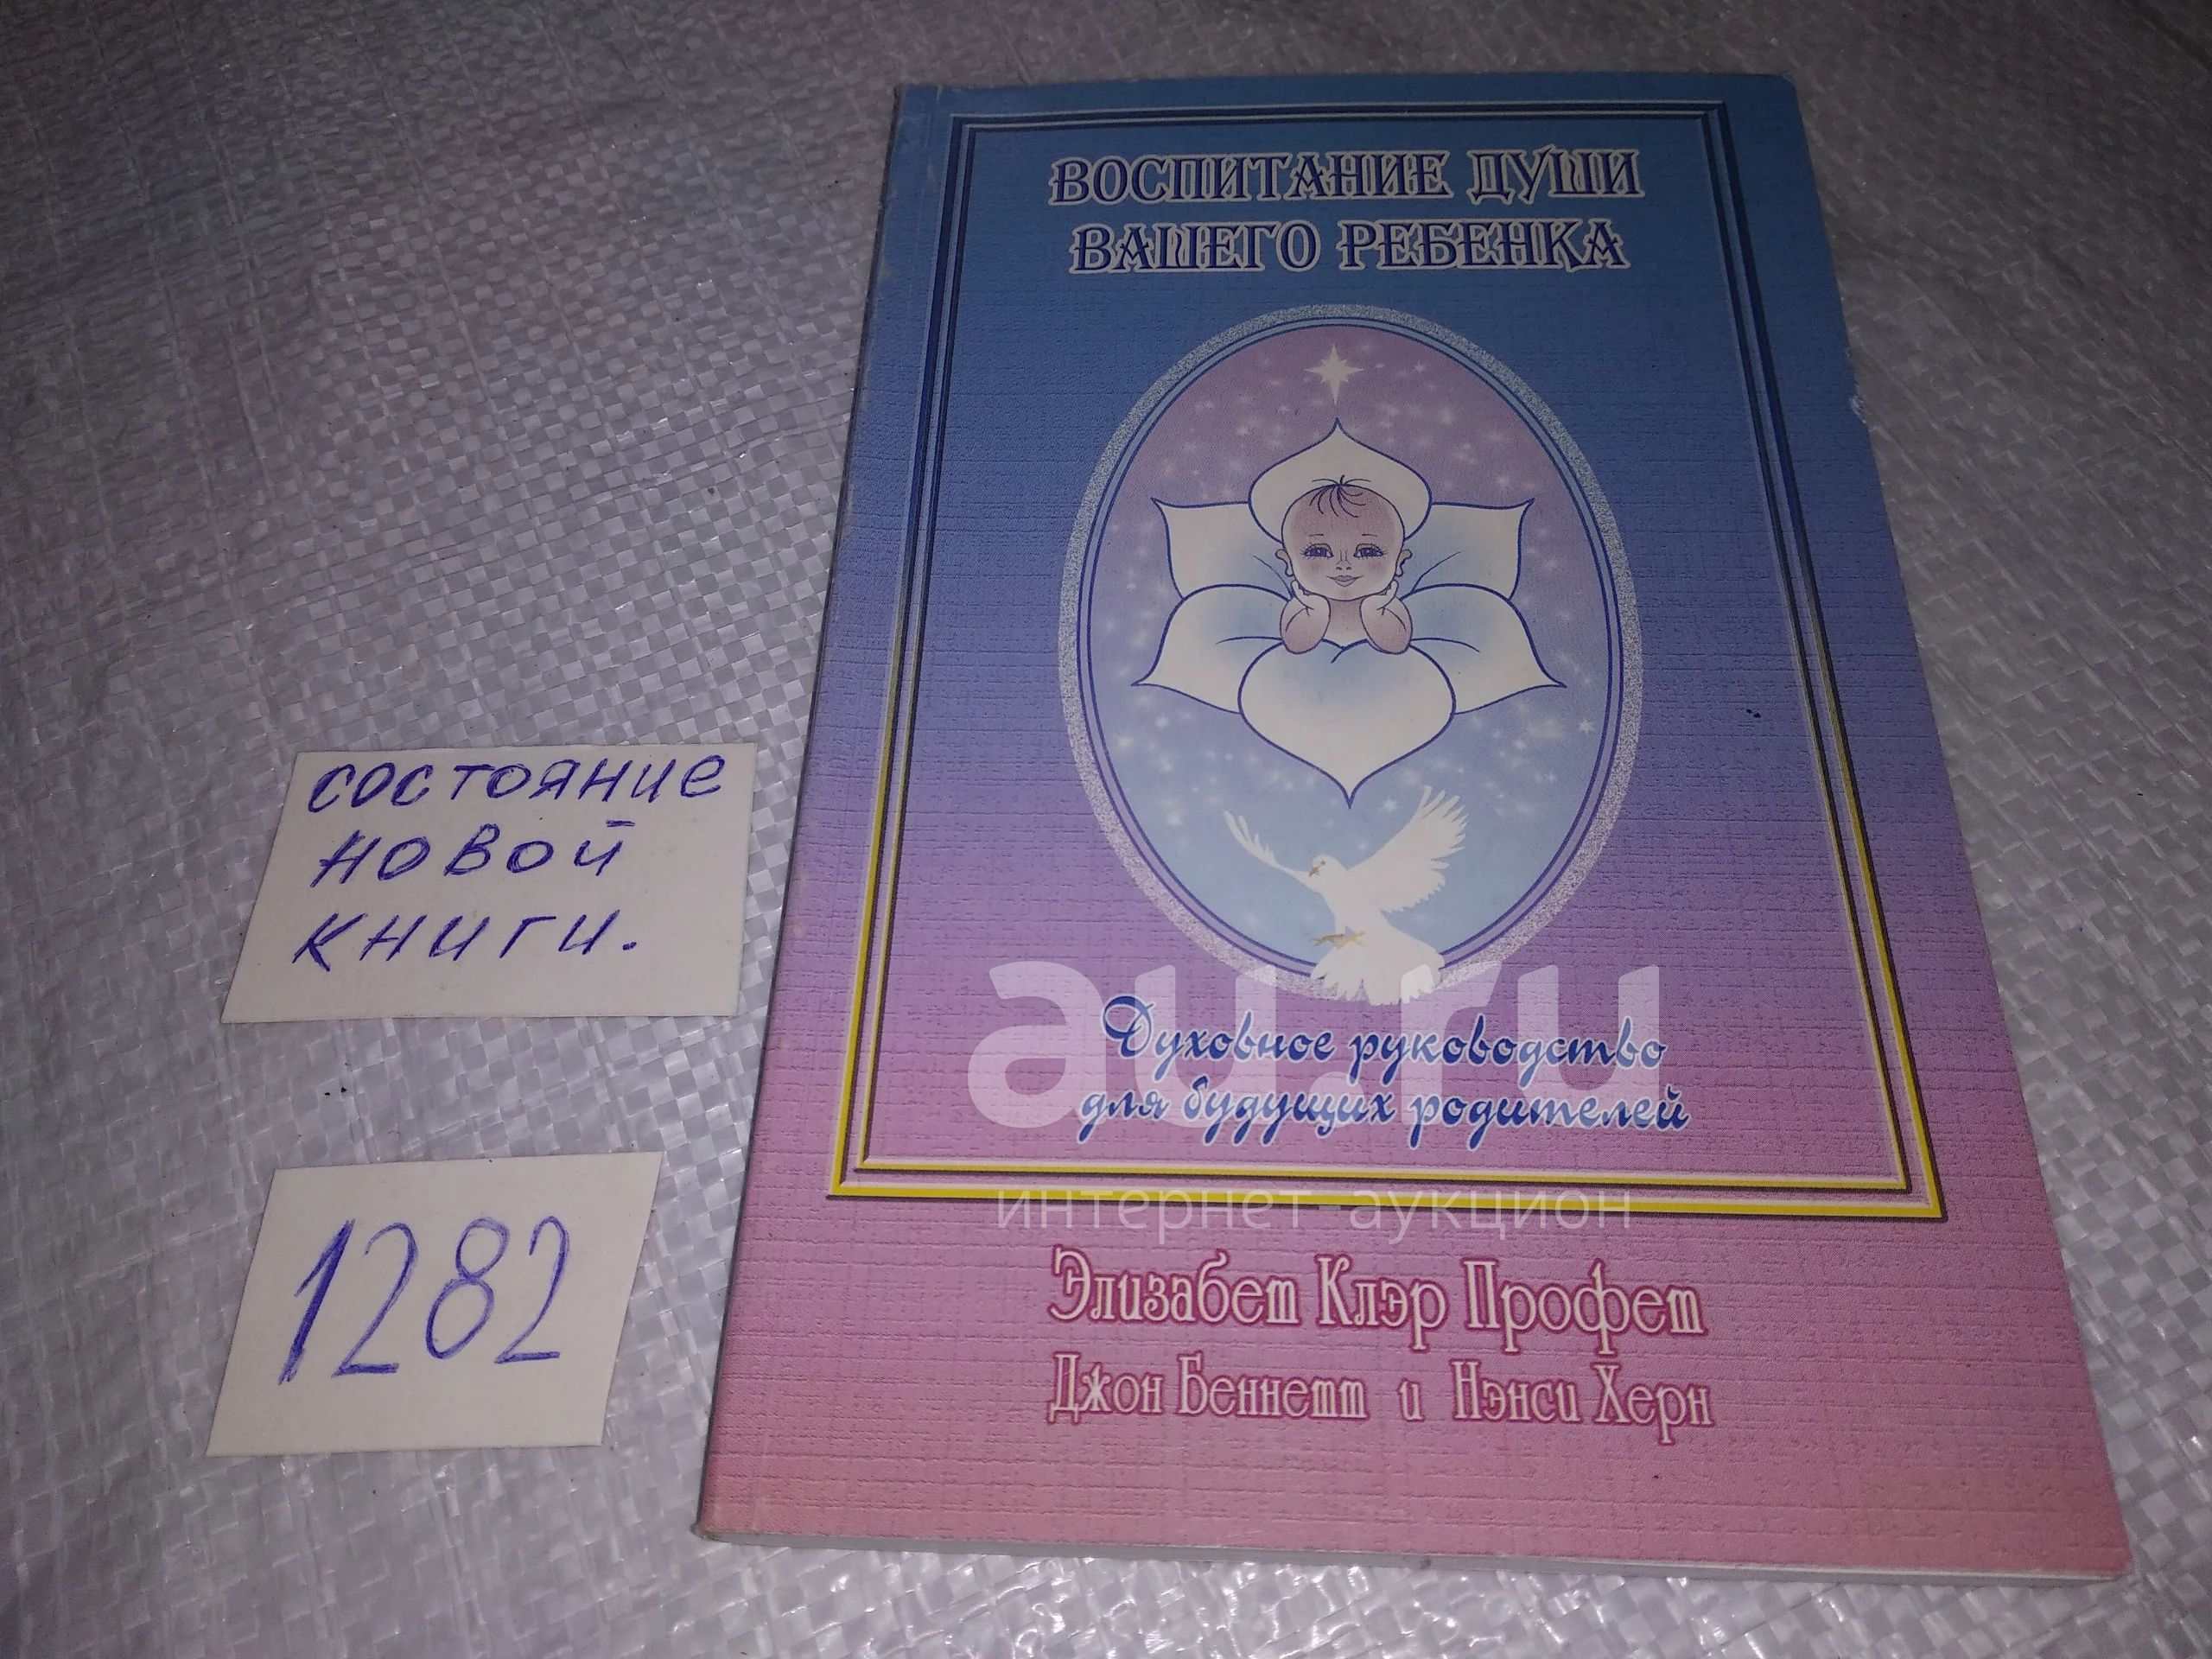 ВОСПИТАНИЕ ДУШИ
ВАШЕГО РЕБЕНКА
состояние
новой
книги.
au.ru
Духовное руководство
для будущих родителей
1282
интернет-аукцион
Элизабет Клэр Профет
Джон Беннетт и Нэнси Херн